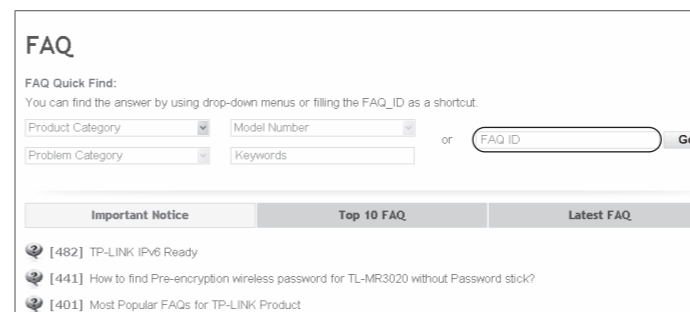 FAQ
FAQ Quick Find:
You can find the answer by using drop-down menus or filling the FAQ_ID as a shortcut.
Product Category Model Number or FAQ ID Go
Problem Category Keywords
Important Notice Top 10 FAQ Latest FAQ
[482] TP-LINK IPv6 Ready
[441] How to find Pre-encryption wireless password for TL-MR3020 without Password stick?
[401] Most Popular FAQs for TP-LINK Product